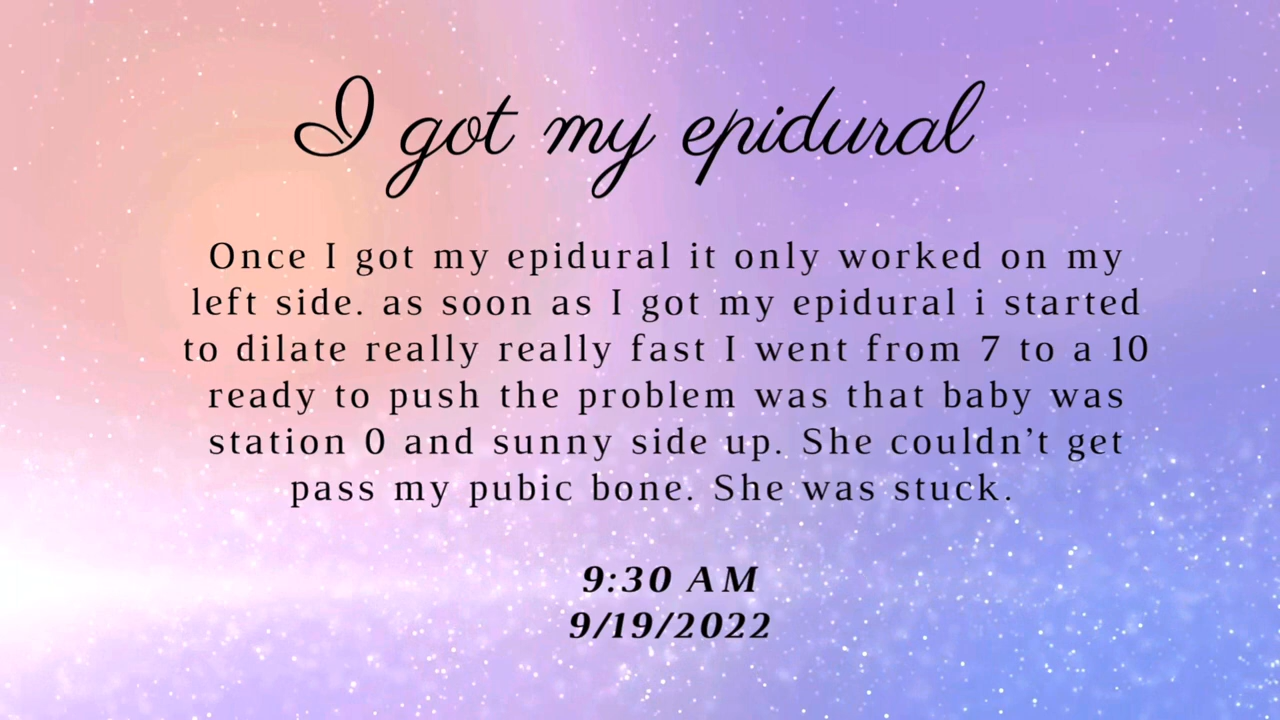 I got my epidural
Once I got my epidural it only worked on my
left side. as soon as I got my epidural i started
to dilate really really fast I went from 7 to a 10
ready to push the problem was that baby was
station 0 and sunny side up. She couldn’t get
pass my pubic bone. She was stuck.
9:30 AM
9/19/2022